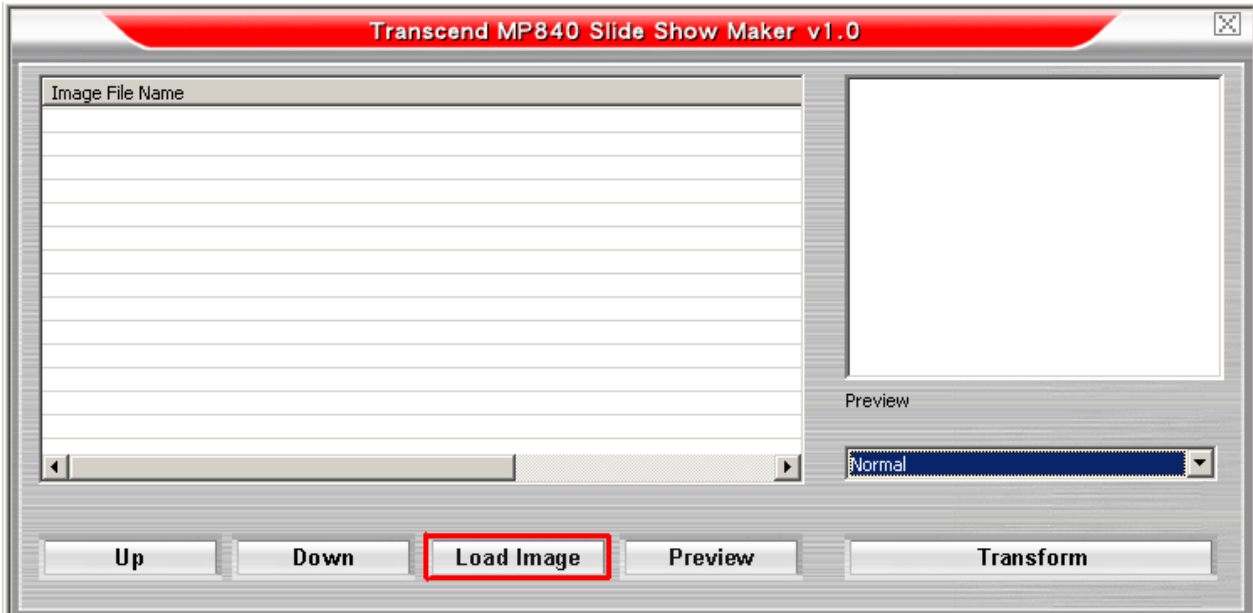 Transcend MP840 Slide Show Maker v1.0
Image File Name
Preview
Normal
Up Down Load Image Preview Transform